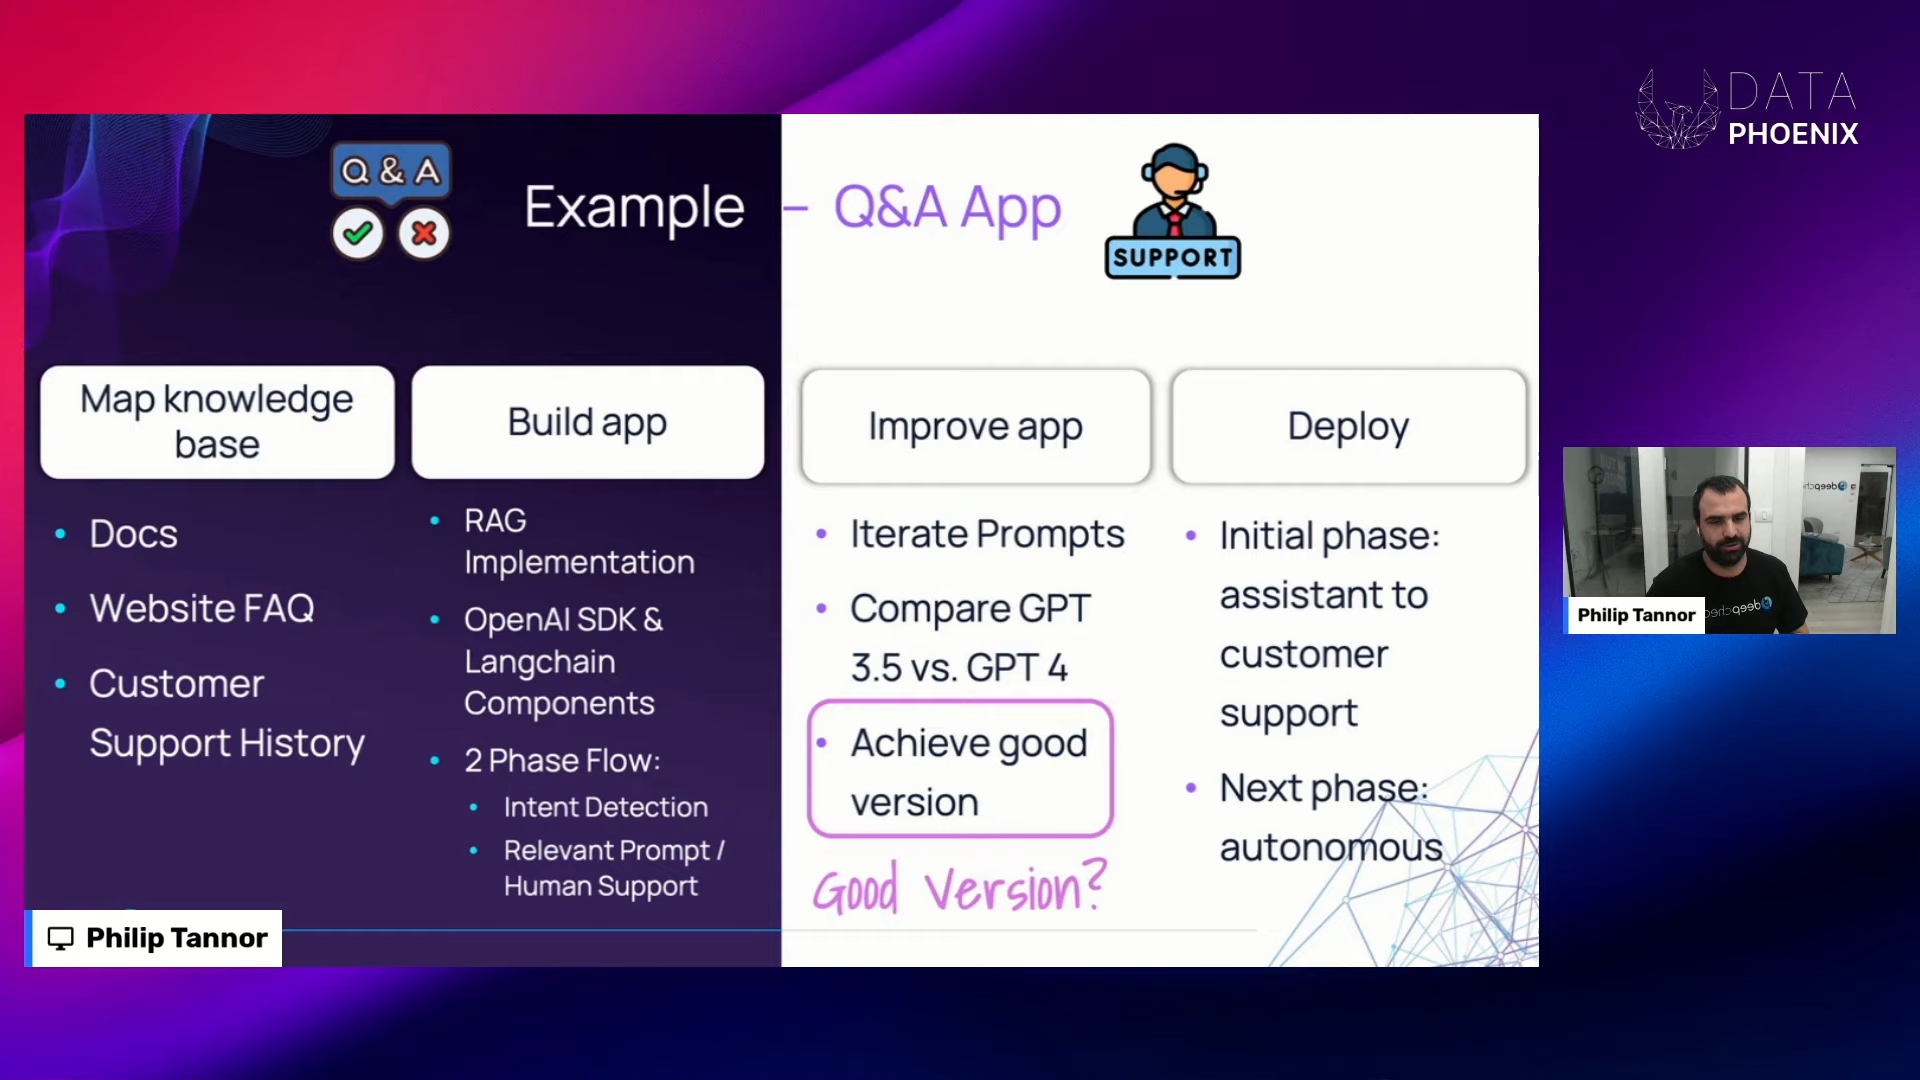 DATA
PHOENIX
Q & A
Example – Q&A App
SUPPORT
Map knowledge
base
• Docs
• Website FAQ
• Customer
Support History
Build app
• RAG
Implementation
• OpenAI SDK &
Langchain
Components
• 2 Phase Flow:
• Intent Detection
• Relevant Prompt /
Human Support
Improve app
• Iterate Prompts
• Compare GPT
3.5 vs. GPT 4
• Achieve good
version
Good Version?
Deploy
• Initial phase:
assistant to
customer
support
• Next phase:
autonomous
Philip Tannor
Philip Tannor